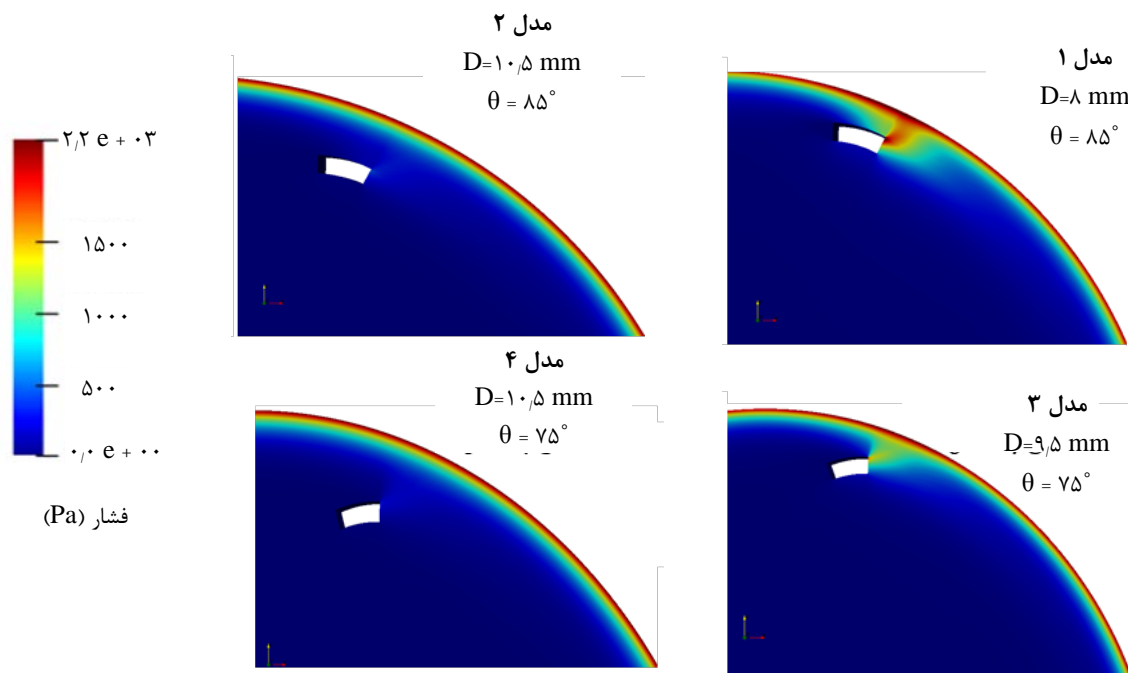 مدل ۲
D=۱۰٫۵ mm
θ = ۸۵°
مدل ۱
D=۸ mm
θ = ۸۵°
۲٫۲ e + ۰۳
۱۵۰۰
۱۰۰۰
۵۰۰
۰٫۰ e + ۰۰
فشار (Pa)
مدل ۴
D=۱۰٫۵ mm
θ = ۷۵°
مدل ۳
D=۹٫۵ mm
θ = ۷۵°